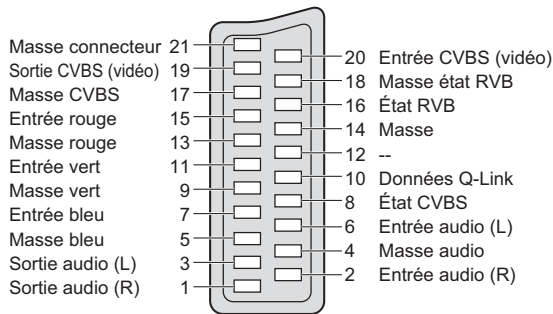 Masse connecteur 21
Sortie CVBS (vidéo) 19
Masse CVBS 17
Entrée rouge 15
Masse rouge 13
Entrée vert 11
Masse vert 9
Entrée bleu 7
Masse bleu 5
Sortie audio (L) 3
Sortie audio (R) 1
20 Entrée CVBS (vidéo)
18 Masse état RVB
16 État RVB
14 Masse
12 --
10 Données Q-Link
8 État CVBS
6 Entrée audio (L)
4 Masse audio
2 Entrée audio (R)